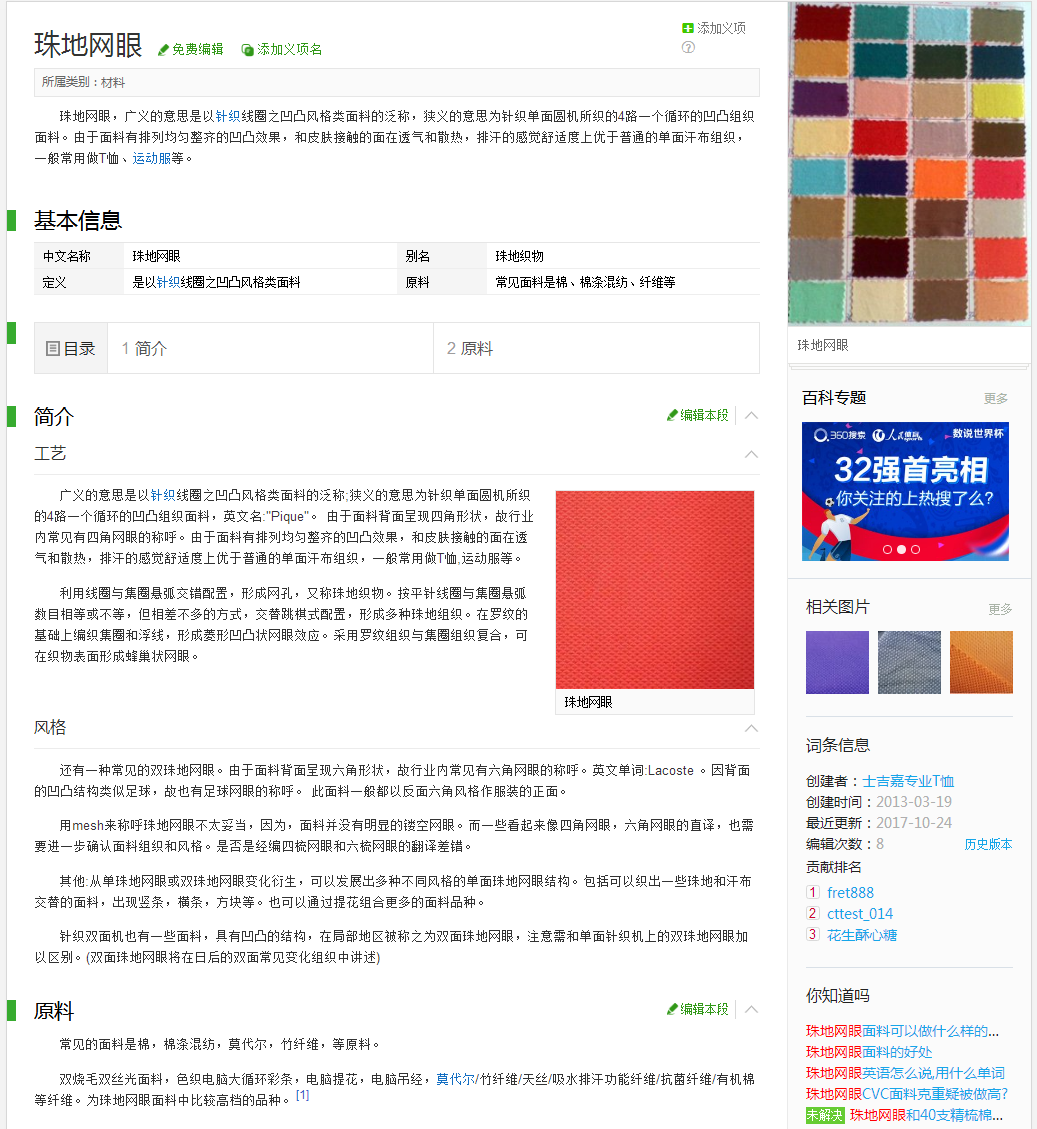 珠地网眼 免费编辑 添加义项名
添加义项
?
所属类别：材料
珠地网眼，广义的意思是以针织线圈之凹凸风格类面料的泛称，狭义的意思为针织单面圆机所织的4路一个循环的凹凸组织
面料。由于面料有排列均匀整齐的凹凸效果，和皮肤接触的面在透气和散热，排汗的感觉舒适度上优于普通的单面汗布组织，
一般常用做T恤、运动服等。
基本信息
中文名称 珠地网眼 别名 珠地织物
定义 是以针织线圈之凹凸风格类面料 原料 常见面料是棉、棉涤混纺、纤维等
目录 1 简介 2 原料
简介 编辑本段
工艺
广义的意思是以针织线圈之凹凸风格类面料的泛称;狭义的意思为针织单面圆机所织
的4路一个循环的凹凸组织面料，英文名:"Pique"。 由于面料背面呈现四角形状，故行业
内常见有四角网眼的称呼。由于面料有排列均匀整齐的凹凸效果，和皮肤接触的面在透
气和散热，排汗的感觉舒适度上优于普通的单面汗布组织，一般常用做T恤,运动服等。
利用线圈与集圈悬弧交错配置，形成网孔，又称珠地织物。按平针线圈与集圈悬弧
数目相等或不等，但相差不多的方式，交替跳棋式配置，形成多种珠地组织。在罗纹的
基础上编织集圈和浮线，形成菱形凹凸状网眼效应。采用罗纹组织与集圈组织复合，可
在织物表面形成蜂巢状网眼。
珠地网眼
风格
还有一种常见的双珠地网眼。由于面料背面呈现六角形状，故行业内常见有六角网眼的称呼。英文单词:Lacoste 。因背面
的凹凸结构类似足球，故也有足球网眼的称呼。 此面料一般都以反面六角风格作服装的正面。
用mesh来称呼珠地网眼不太妥当，因为，面料并没有明显的镂空网眼。而一些看起来像四角网眼，六角网眼的直译，也需
要进一步确认面料组织和风格。是否是经编四梳网眼和六梳网眼的翻译差错。
其他:从单珠地网眼或双珠地网眼变化衍生，可以发展出多种不同风格的单面珠地网眼结构。包括可以织出一些珠地和汗布
交替的面料，出现竖条，横条，方块等。也可以通过提花组合更多的面料品种。
针织双面机也有一些面料，具有凹凸的结构，在局部地区被称之为双面珠地网眼，注意需和单面针织机上的双珠地网眼加
以区别。(双面珠地网眼将在日后的双面常见变化组织中讲述)
原料 编辑本段
常见的面料是棉，棉涤混纺，莫代尔，竹纤维，等原料。
双烧毛双丝光面料，色织电脑大循环彩条，电脑提花，电脑吊经，莫代尔/竹纤维/天丝/吸水排汗功能纤维/抗菌纤维/有机棉
等纤维。为珠地网眼面料中比较高档的品种。[1]
珠地网眼
百科专题 更多
360搜索 人民体育 数说世界杯
32强首亮相
你关注的上热搜了么?
相关图片 更多
词条信息
创建者：士吉嘉专业T恤
创建时间：2013-03-19
最近更新：2017-10-24
编辑次数：8 历史版本
贡献排名
1 fret888
2 cttest_014
3 花生酥心糖
你知道吗
珠地网眼面料可以做什么样的...
珠地网眼面料的好处
珠地网眼英语怎么说,用什么单词
珠地网眼CVC面料克重疑被做高?
未解决 珠地网眼和40支精梳棉...